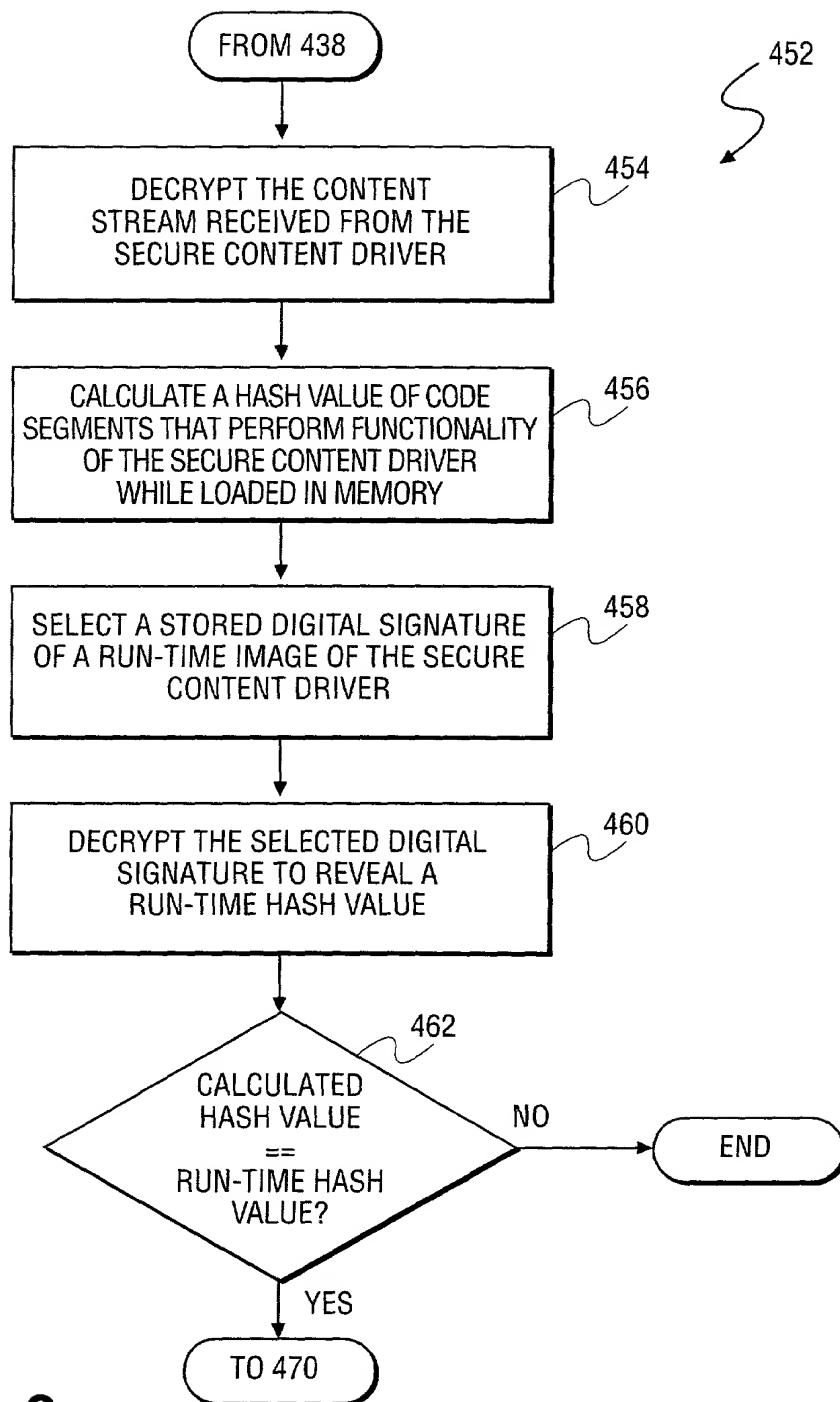 FROM 438
452
DECRYPT THE CONTENT
STREAM RECEIVED FROM THE
SECURE CONTENT DRIVER
454
CALCULATE A HASH VALUE OF CODE
SEGMENTS THAT PERFORM FUNCTIONALITY
OF THE SECURE CONTENT DRIVER
WHILE LOADED IN MEMORY
456
SELECT A STORED DIGITAL SIGNATURE
OF A RUN-TIME IMAGE OF THE SECURE
CONTENT DRIVER
458
DECRYPT THE SELECTED DIGITAL
SIGNATURE TO REVEAL A
RUN-TIME HASH VALUE
460
462
CALCULATED
HASH VALUE
==
RUN-TIME HASH
VALUE?
NO
END
YES
TO 470